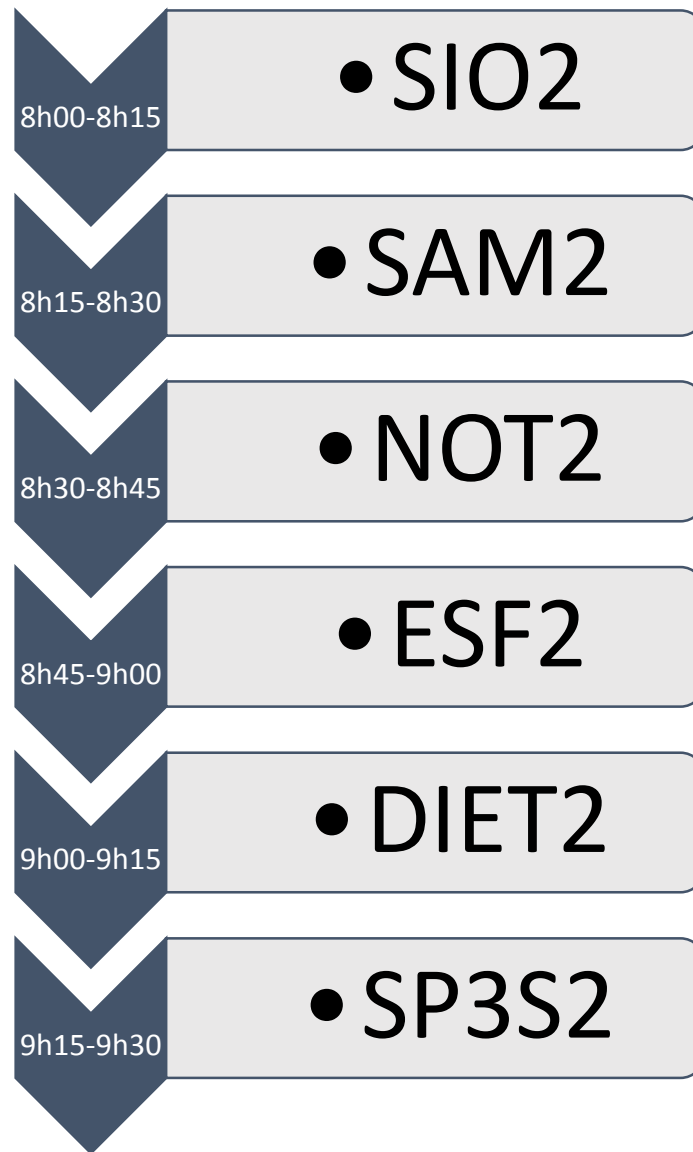 8h00-8h15
• SIO2
8h15-8h30
• SAM2
8h30-8h45
• NOT2
8h45-9h00
• ESF2
9h00-9h15
• DIET2
9h15-9h30
• SP3S2